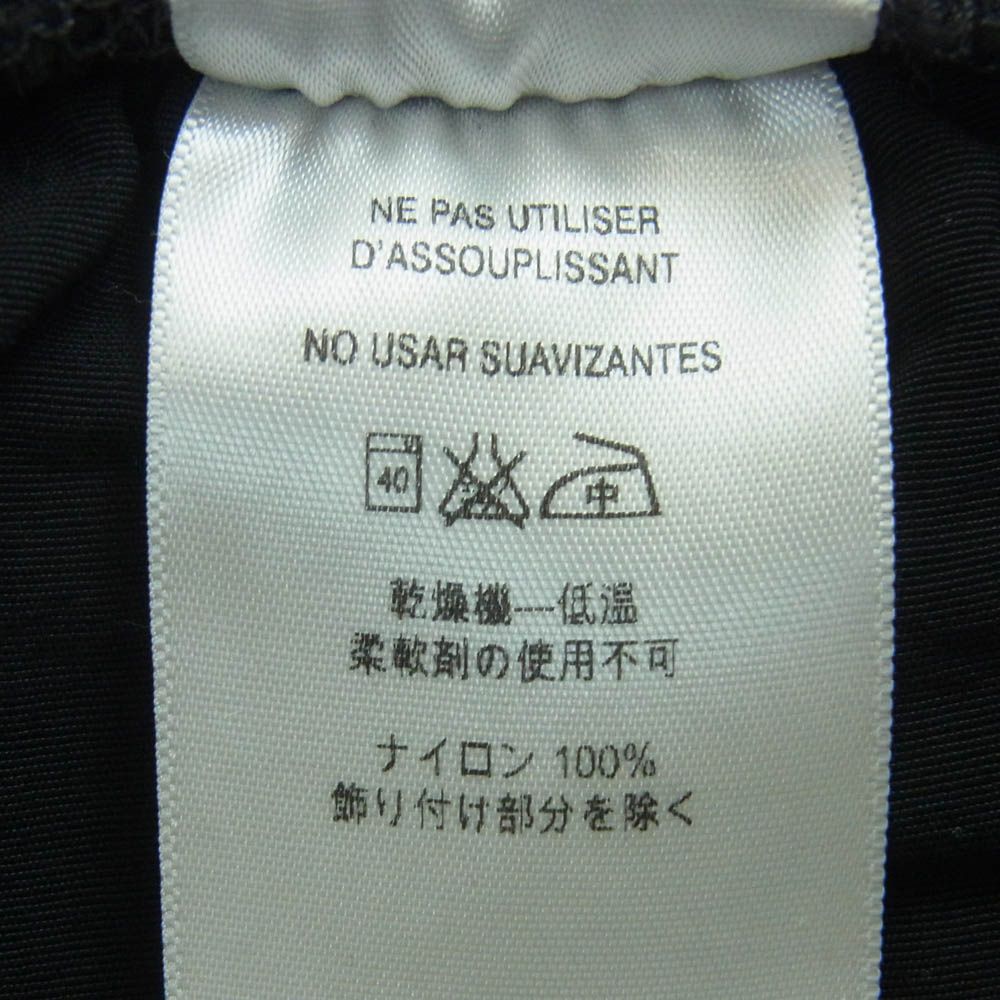 NE PAS UTILISER
D'ASSOUPLISSANT
NO USAR SUAVIZANTES
40 中
乾燥機----低温
柔軟剤の使用不可
ナイロン 100%
飾り付け部分を除く